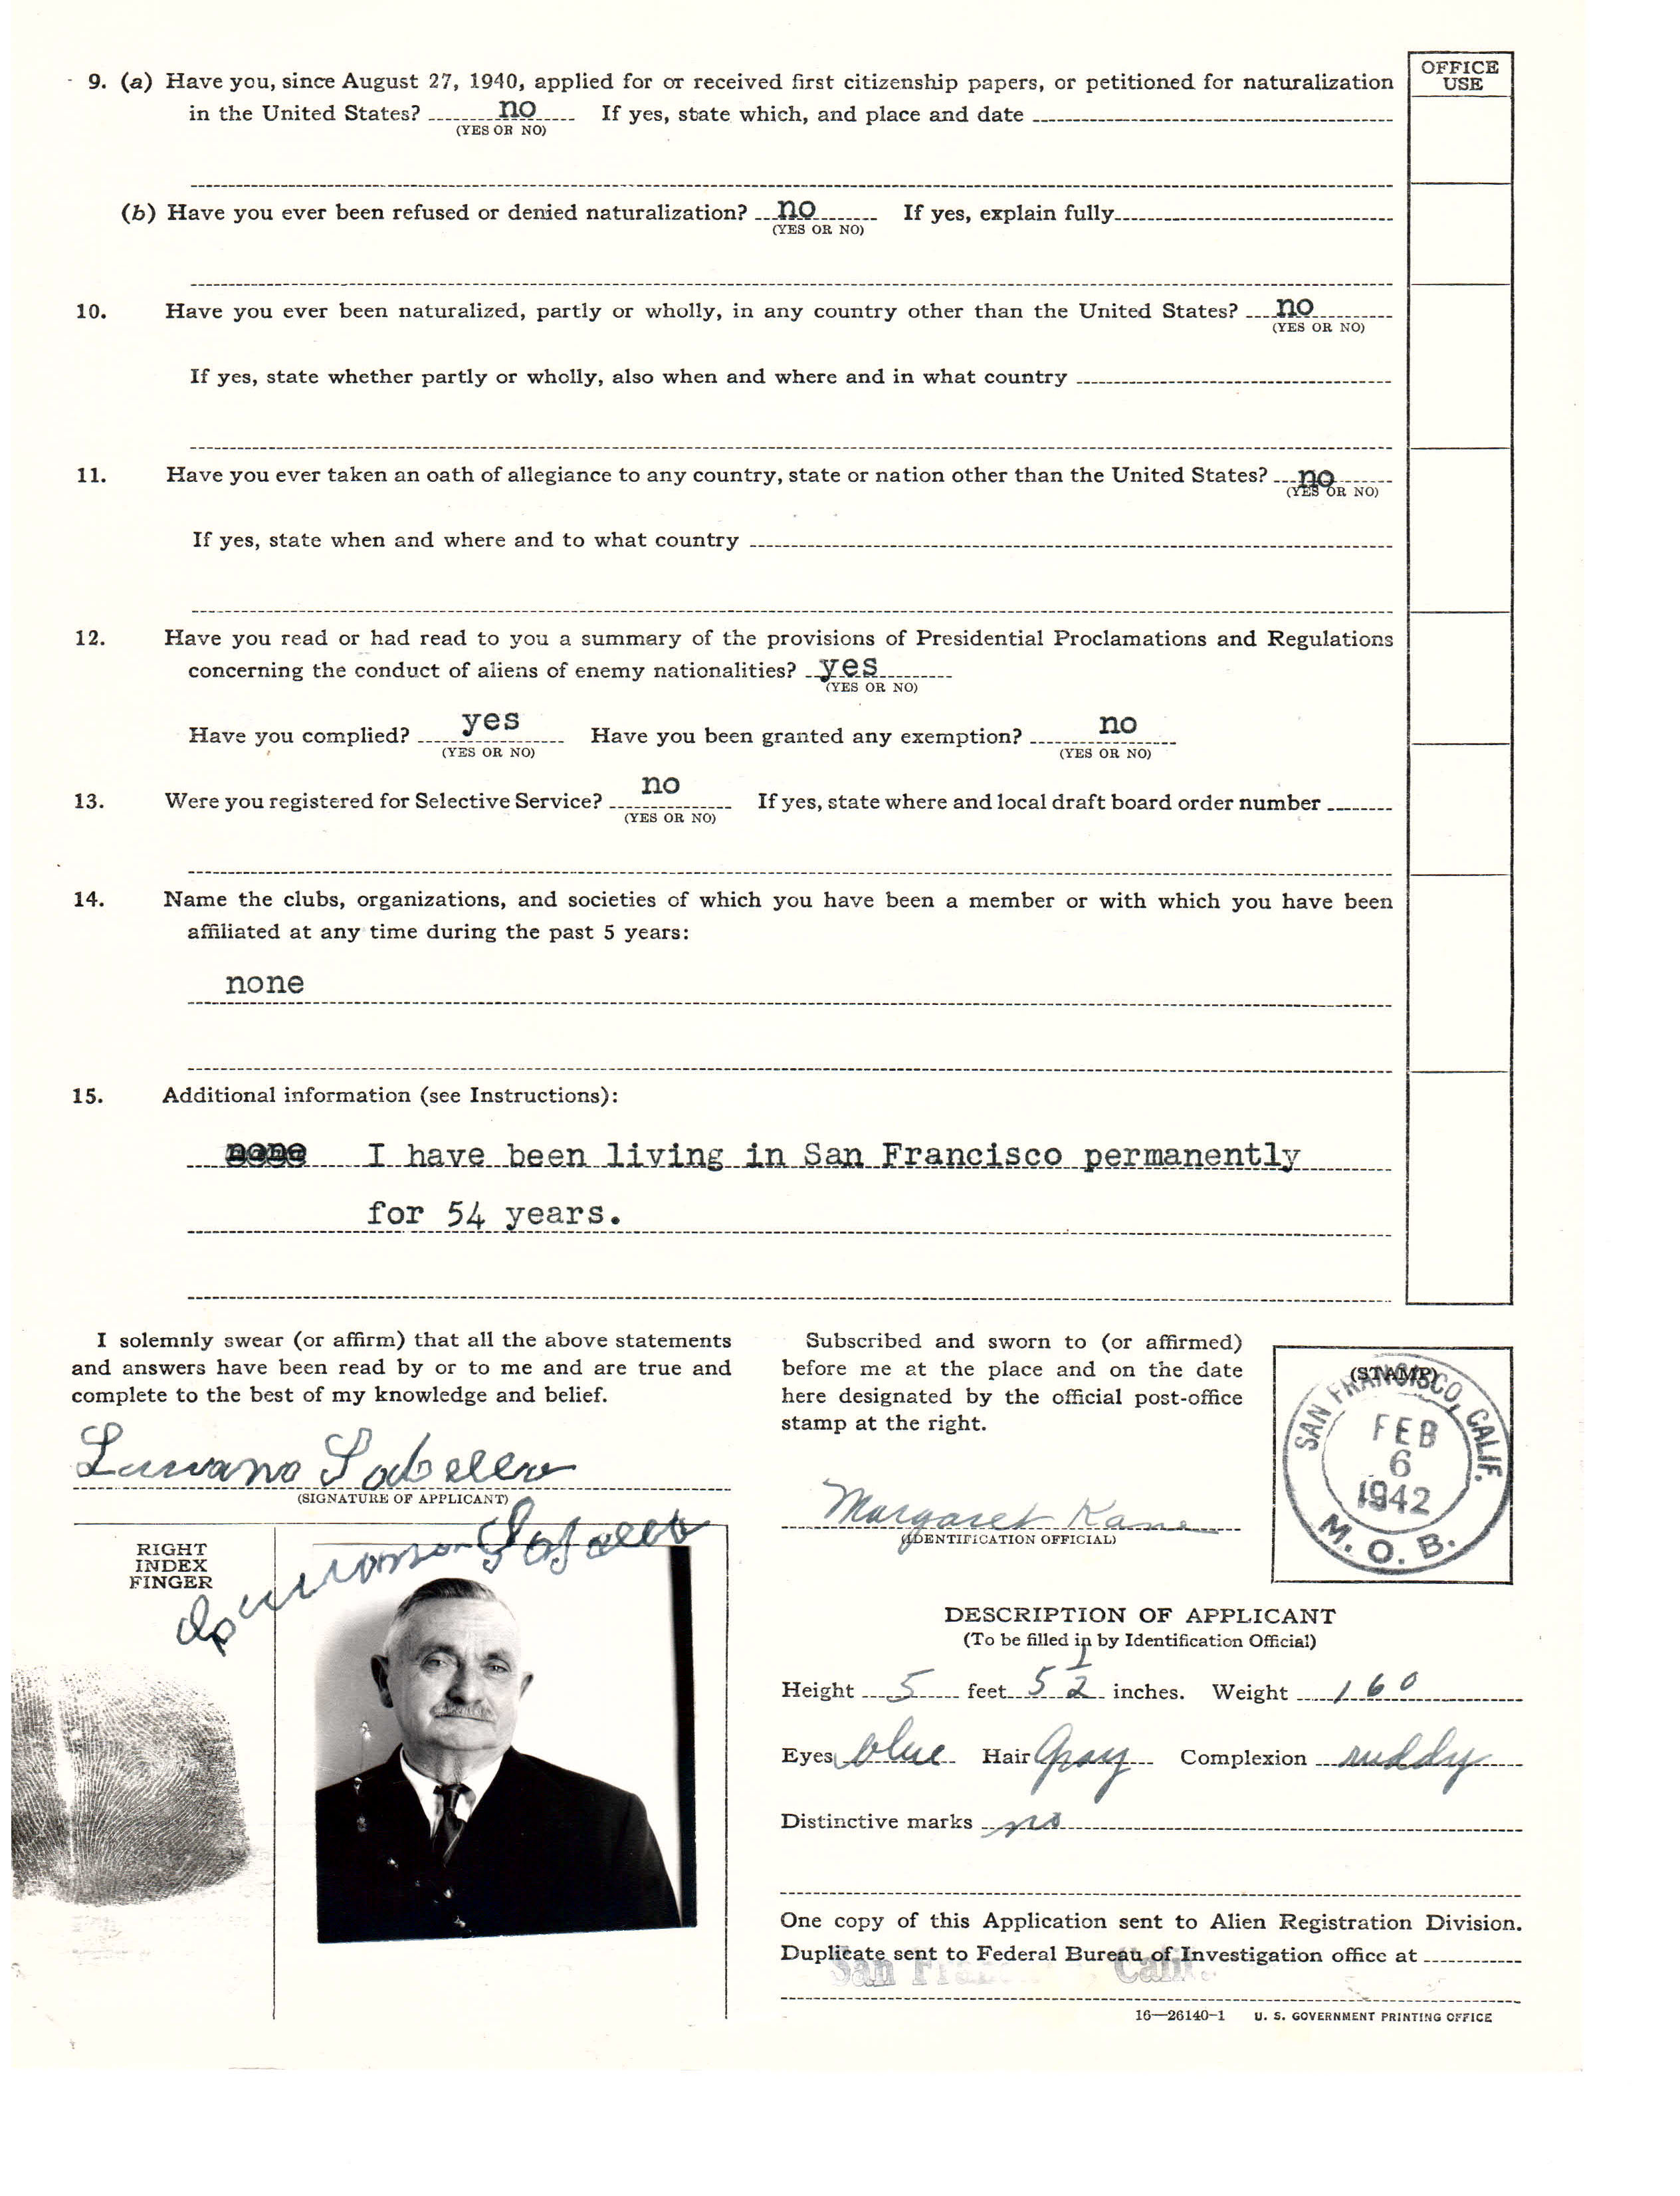 OFFICE
USE
9. (a) Have you, since August 27, 1940, applied for or received first citizenship papers, or petitioned for naturalization
in the United States? no If yes, state which, and place and date
(YES OR NO)
(b) Have you ever been refused or denied naturalization? no If yes, explain fully
(YES OR NO)
10. Have you ever been naturalized, partly or wholly, in any country other than the United States? no
(YES OR NO)
If yes, state whether partly or wholly, also when and where and in what country
11. Have you ever taken an oath of allegiance to any country, state or nation other than the United States? no
(YES OR NO)
If yes, state when and where and to what country
12. Have you read or had read to you a summary of the provisions of Presidential Proclamations and Regulations
concerning the conduct of aliens of enemy nationalities? yes
(YES OR NO)
Have you complied? yes Have you been granted any exemption? no
(YES OR NO) (YES OR NO)
13. Were you registered for Selective Service? no If yes, state where and local draft board order number
(YES OR NO)
14. Name the clubs, organizations, and societies of which you have been a member or with which you have been
affiliated at any time during the past 5 years:
none
15. Additional information (see Instructions):
none I have been living in San Francisco permanently
for 54 years.
I solemnly swear (or affirm) that all the above statements
and answers have been read by or to me and are true and
complete to the best of my knowledge and belief.
(SIGNATURE OF APPLICANT)
RIGHT
INDEX
FINGER
Subscribed and sworn to (or affirmed)
before me at the place and on the date
here designated by the official post-office
stamp at the right.
Margaret Kane
(IDENTIFICATION OFFICIAL)
(STAMP)
SAN FRANCISCO, CALIF.
FEB
6
1942
M. O. B.
DESCRIPTION OF APPLICANT
(To be filled in by Identification Official)
Height 5 feet 5 1/2 inches. Weight 160
Eyes blue Hair Gray Complexion ruddy
Distinctive marks no
One copy of this Application sent to Alien Registration Division.
Duplicate sent to Federal Bureau of Investigation office at
San Calif.
16—26140-1 U. S. GOVERNMENT PRINTING OFFICE